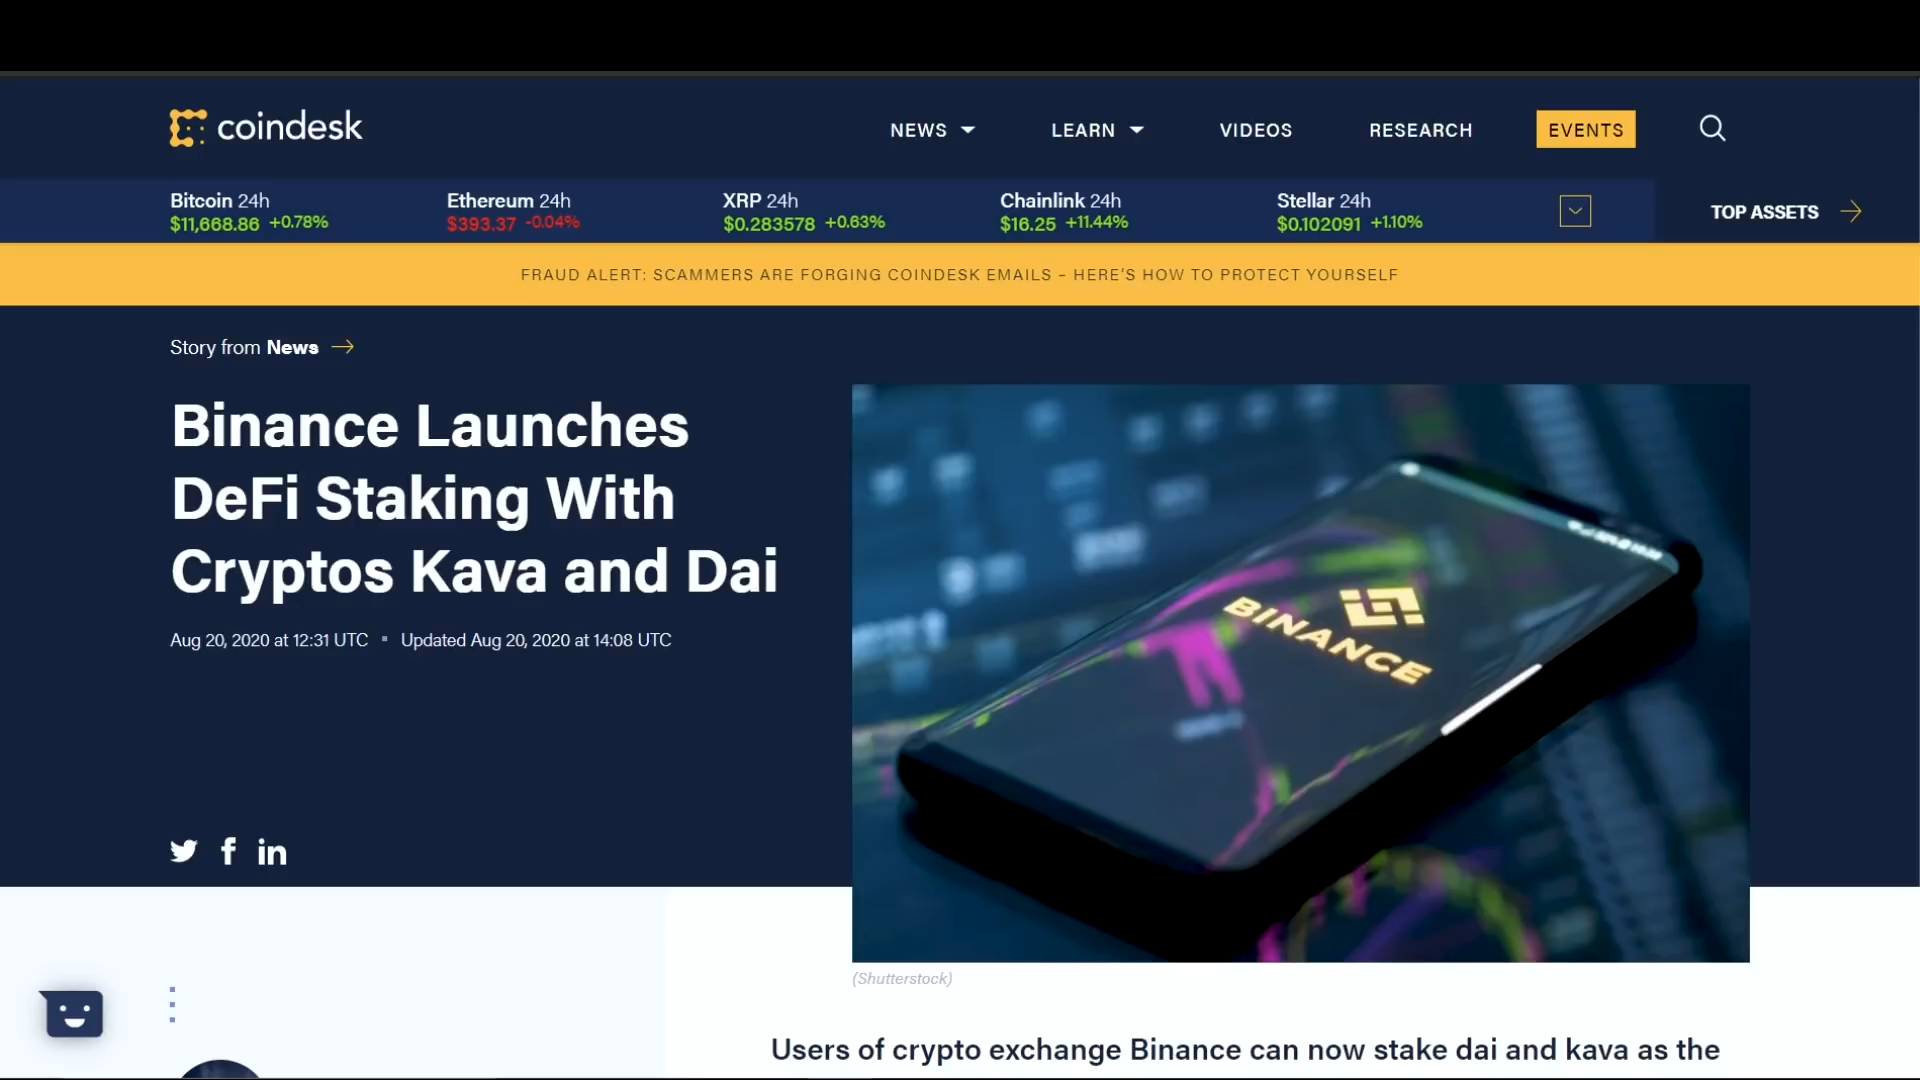 coindesk
NEWS
LEARN
VIDEOS
RESEARCH
EVENTS
Bitcoin 24h
$11,668.86 +0.78%
Ethereum 24h
$393.37 -0.04%
XRP 24h
$0.283578 +0.63%
Chainlink 24h
$16.25 +11.44%
Stellar 24h
$0.102091 +1.10%
TOP ASSETS
FRAUD ALERT: SCAMMERS ARE FORGING COINDESK EMAILS – HERE'S HOW TO PROTECT YOURSELF
Story from News
Binance Launches
DeFi Staking With
Cryptos Kava and Dai
Aug 20, 2020 at 12:31 UTC ▪ Updated Aug 20, 2020 at 14:08 UTC
BINANCE
(Shutterstock)
Users of crypto exchange Binance can now stake dai and kava as the